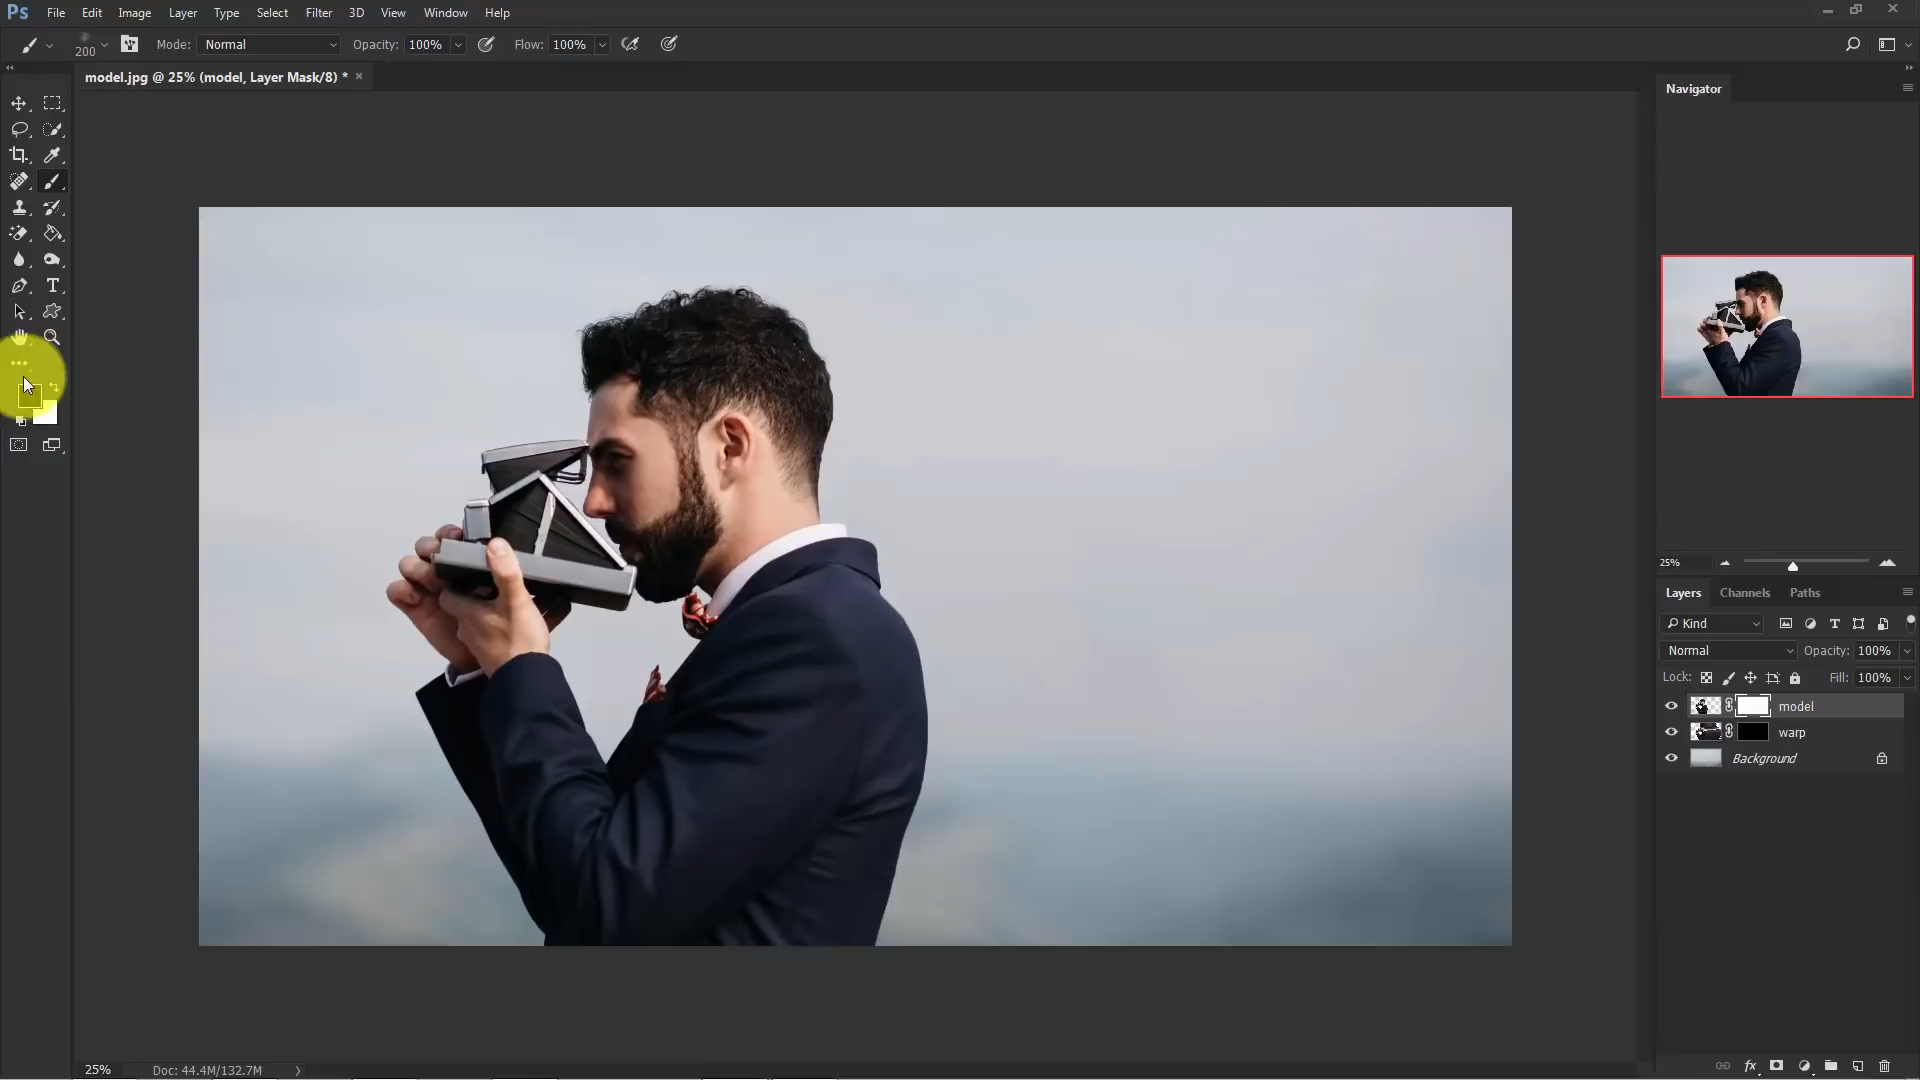 Ps File Edit Image Layer Type Select Filter 3D View Window Help
200 Mode: Normal Opacity: 100% Flow: 100%
model.jpg @ 25% (model, Layer Mask/8) * ×
Navigator
25%
Layers Channels Paths
Kind
Normal Opacity: 100%
Lock: Fill: 100%
model
warp
Background
25% Doc: 44.4M/132.7M